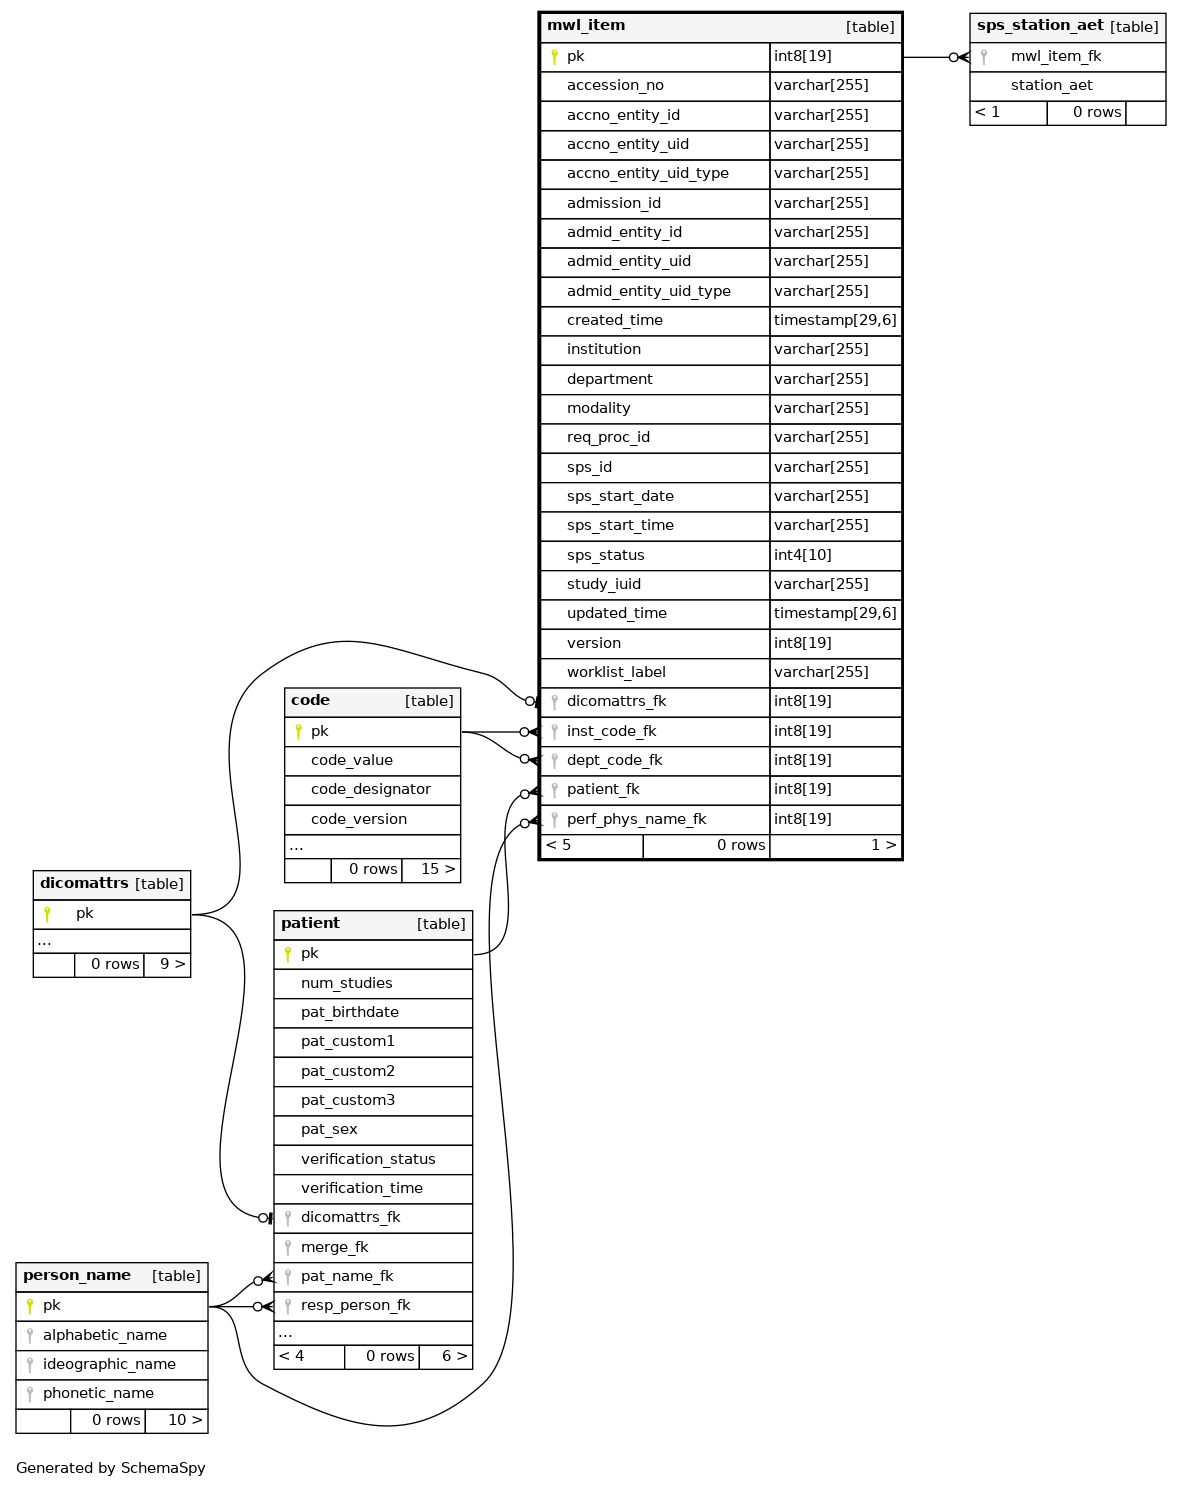 mwl_item [table]
pk int8[19]
accession_no varchar[255]
accno_entity_id varchar[255]
accno_entity_uid varchar[255]
accno_entity_uid_type varchar[255]
admission_id varchar[255]
admid_entity_id varchar[255]
admid_entity_uid varchar[255]
admid_entity_uid_type varchar[255]
created_time timestamp[29,6]
institution varchar[255]
department varchar[255]
modality varchar[255]
req_proc_id varchar[255]
sps_id varchar[255]
sps_start_date varchar[255]
sps_start_time varchar[255]
sps_status int4[10]
study_iuid varchar[255]
updated_time timestamp[29,6]
version int8[19]
worklist_label varchar[255]
dicomattrs_fk int8[19]
inst_code_fk int8[19]
dept_code_fk int8[19]
patient_fk int8[19]
perf_phys_name_fk int8[19]
< 5 0 rows 1 >
sps_station_aet [table]
mwl_item_fk
station_aet
< 1 0 rows
code [table]
pk
code_value
code_designator
code_version
...
0 rows 15 >
dicomattrs [table]
pk
...
0 rows 9 >
patient [table]
pk
num_studies
pat_birthdate
pat_custom1
pat_custom2
pat_custom3
pat_sex
verification_status
verification_time
dicomattrs_fk
merge_fk
pat_name_fk
resp_person_fk
...
< 4 0 rows 6 >
person_name [table]
pk
alphabetic_name
ideographic_name
phonetic_name
0 rows 10 >
Generated by SchemaSpy